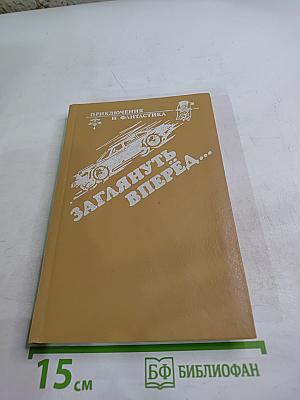 ПРИКЛЮЧЕНИЯ
И ФАНТАСТИКА
ЗАГЛЯНУТЬ
ВПЕРЁД...
15 см
БФ БИБЛИОФАН